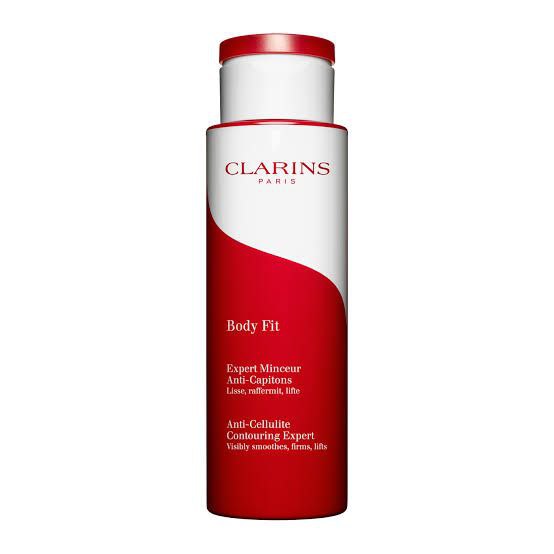 CLARINS
PARIS
Body Fit
Expert Minceur
Anti-Capitons
Lisse, raffermit, lifte
Anti-Cellulite
Contouring Expert
Visibly smoothes, firms, lifts